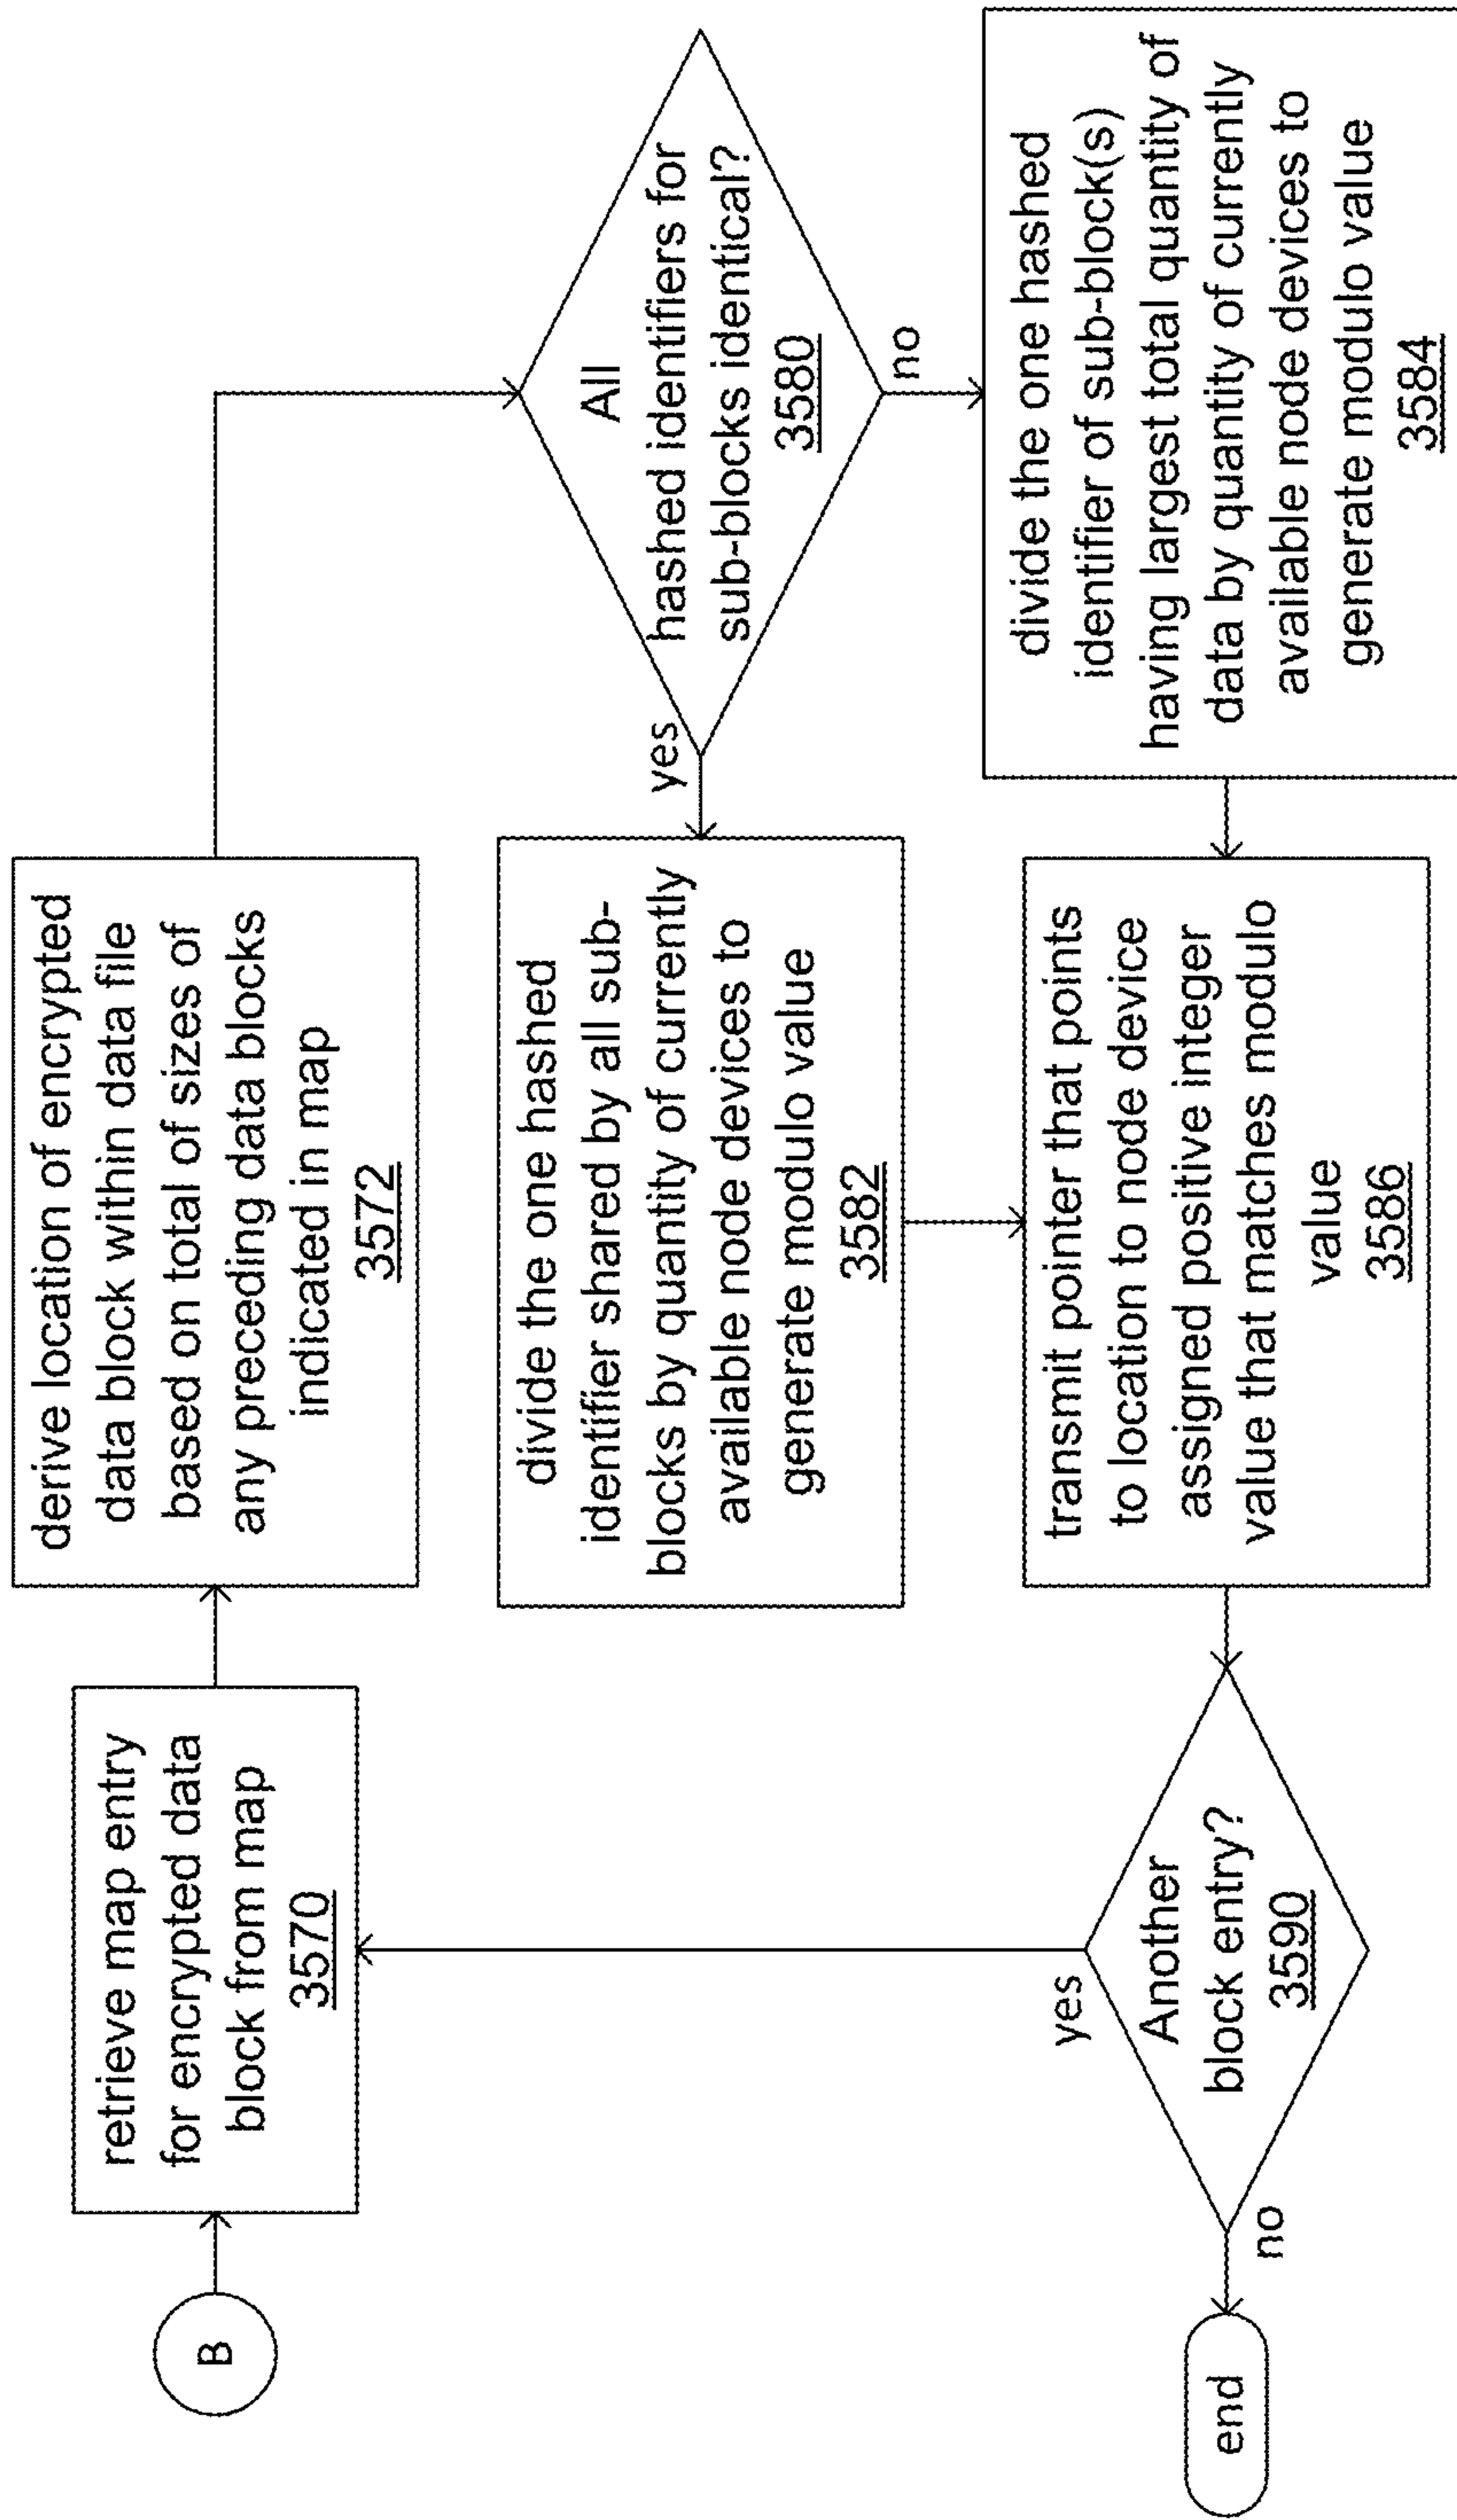 B
retrieve map entry
for encrypted data
block from map
3570
derive location of encrypted
data block within data file
based on total of sizes of
any preceding data blocks
indicated in map
3572
All
hashed identifiers for
sub-blocks identical?
3580
yes
no
divide the one hashed
identifier shared by all sub-
blocks by quantity of currently
available node devices to
generate modulo value
3582
divide the one hashed
identifier of sub-block(s)
having largest total quantity of
data by quantity of currently
available node devices to
generate modulo value
3584
transmit pointer that points
to location to node device
assigned positive integer
value that matches modulo
value
3586
Another
block entry?
3590
yes
no
end